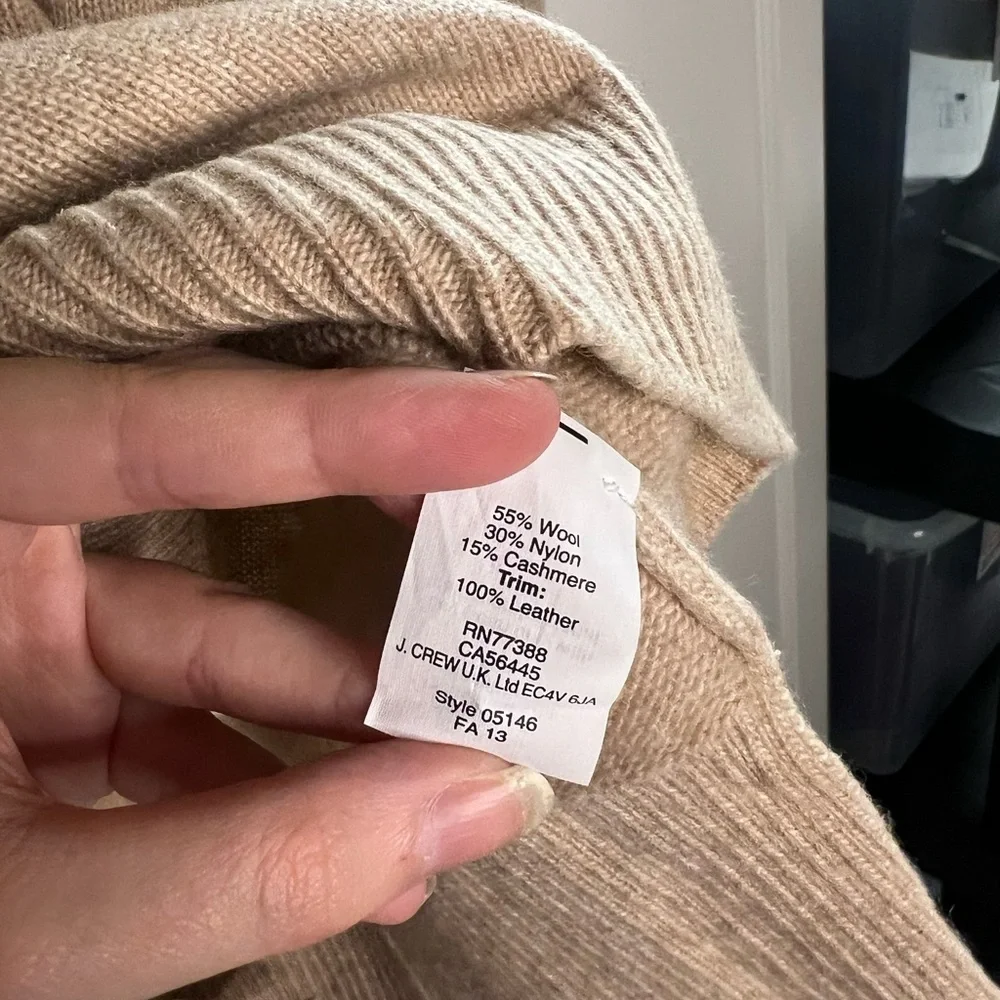 55% Wool
30% Nylon
15% Cashmere
Trim:
100% Leather
RN77388
CA56445
J. CREW U.K. Ltd EC4V 6JA
Style 05146
FA 13